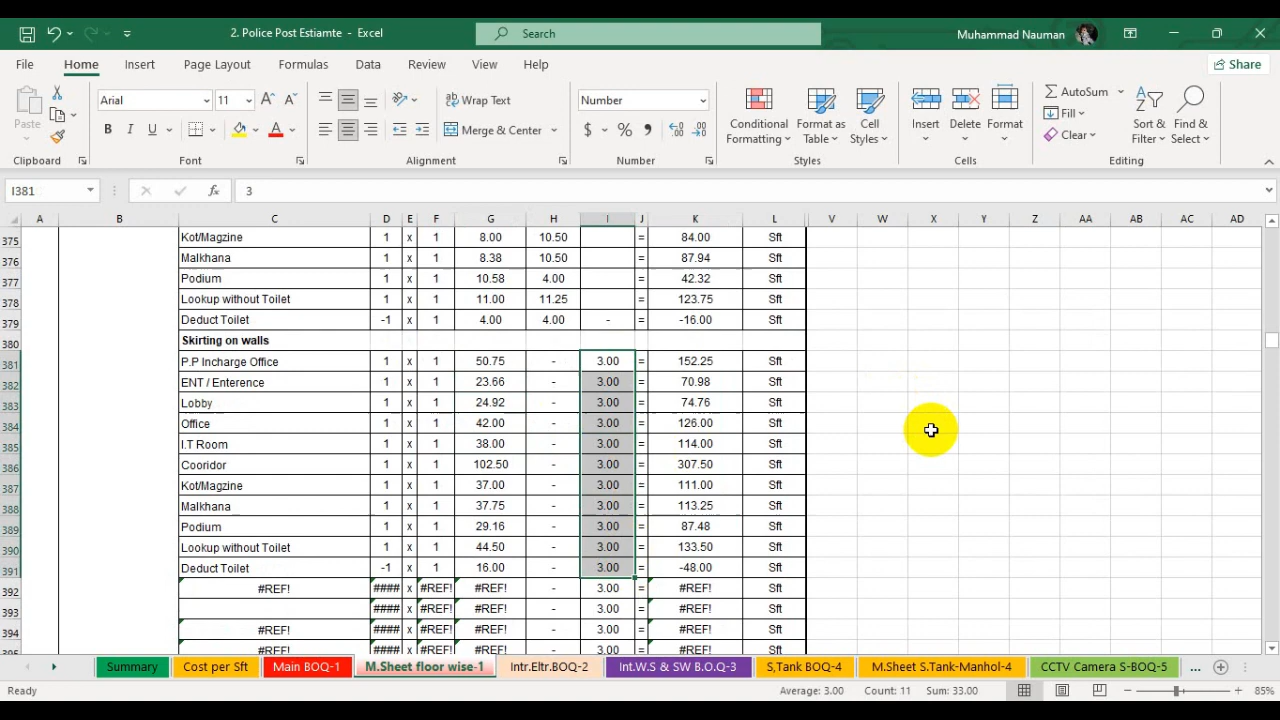 2. Police Post Estiamte - Excel
Search
Muhammad Nauman
File Home Insert Page Layout Formulas Data Review View Help Share
Paste
Arial 11
B I U A
Wrap Text
Merge & Center
Number
$ % ,
Conditional Formatting
Format as Table
Cell Styles
Insert Delete Format
AutoSum
Fill
Clear
Sort & Filter
Find & Select
Clipboard Font Alignment Number Styles Cells Editing
I381 fx 3
A B C D E F G H I J K L V W X Y Z AA AB AC AD
375 Kot/Magzine 1 x 1 8.00 10.50 = 84.00 Sft
376 Malkhana 1 x 1 8.38 10.50 = 87.94 Sft
377 Podium 1 x 1 10.58 4.00 = 42.32 Sft
378 Lookup without Toilet 1 x 1 11.00 11.25 = 123.75 Sft
379 Deduct Toilet -1 x 1 4.00 4.00 - = -16.00 Sft
380 Skirting on walls
381 P.P Incharge Office 1 x 1 50.75 - 3.00 = 152.25 Sft
382 ENT / Enterence 1 x 1 23.66 - 3.00 = 70.98 Sft
383 Lobby 1 x 1 24.92 - 3.00 = 74.76 Sft
384 Office 1 x 1 42.00 - 3.00 = 126.00 Sft
385 I.T Room 1 x 1 38.00 - 3.00 = 114.00 Sft
386 Cooridor 1 x 1 102.50 - 3.00 = 307.50 Sft
387 Kot/Magzine 1 x 1 37.00 - 3.00 = 111.00 Sft
388 Malkhana 1 x 1 37.75 - 3.00 = 113.25 Sft
389 Podium 1 x 1 29.16 - 3.00 = 87.48 Sft
390 Lookup without Toilet 1 x 1 44.50 - 3.00 = 133.50 Sft
391 Deduct Toilet -1 x 1 16.00 - 3.00 = -48.00 Sft
392 #REF! #### x #REF! #REF! - 3.00 = #REF! Sft
393 #### x #REF! #REF! - 3.00 = #REF! Sft
394 #REF! #### x #REF! #REF! - 3.00 = #REF! Sft
Summary Cost per Sft Main BOQ-1 M.Sheet floor wise-1 Intr.Eltr.BOQ-2 Int.W.S & SW B.O.Q-3 S,Tank BOQ-4 M.Sheet S.Tank-Manhol-4 CCTV Camera S-BOQ-5 ...
Ready Average: 3.00 Count: 11 Sum: 33.00 85%